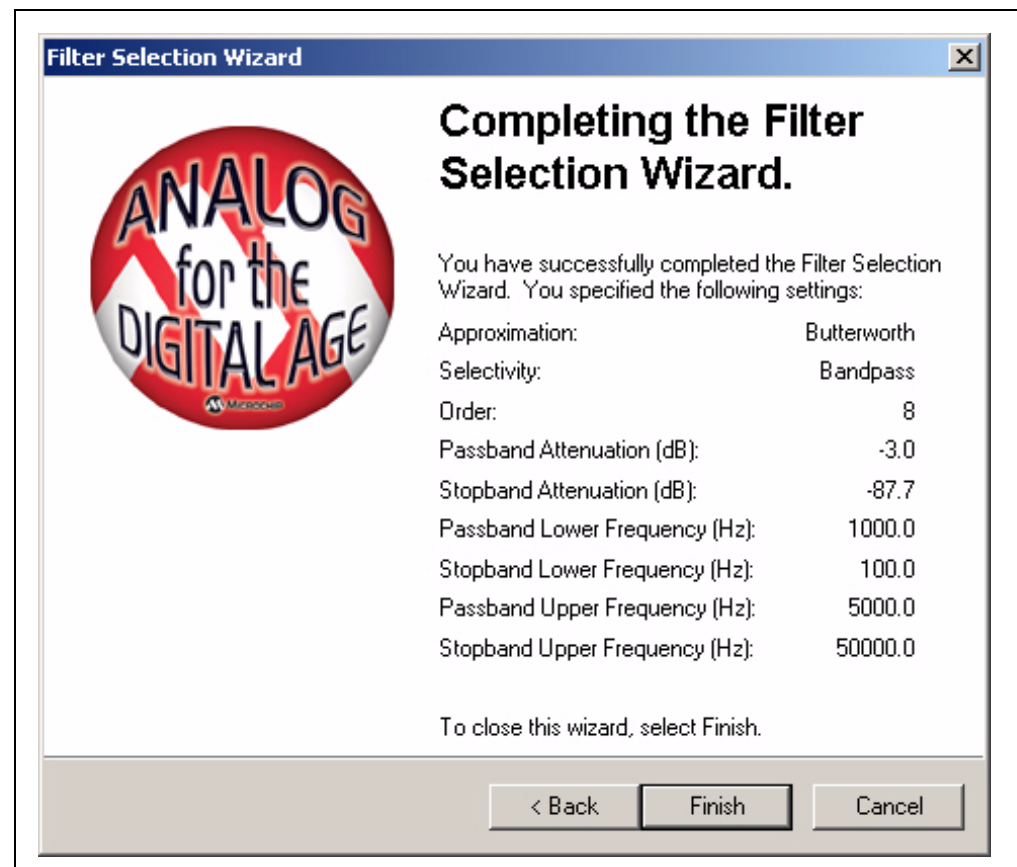 Filter Selection Wizard
ANALOG
for the
DIGITAL AGE
MICROCHIP
Completing the Filter
Selection Wizard.
You have successfully completed the Filter Selection
Wizard.  You specified the following settings:
Approximation: Butterworth
Selectivity: Bandpass
Order: 8
Passband Attenuation (dB): -3.0
Stopband Attenuation (dB): -87.7
Passband Lower Frequency (Hz): 1000.0
Stopband Lower Frequency (Hz): 100.0
Passband Upper Frequency (Hz): 5000.0
Stopband Upper Frequency (Hz): 50000.0
To close this wizard, select Finish.
< Back Finish Cancel